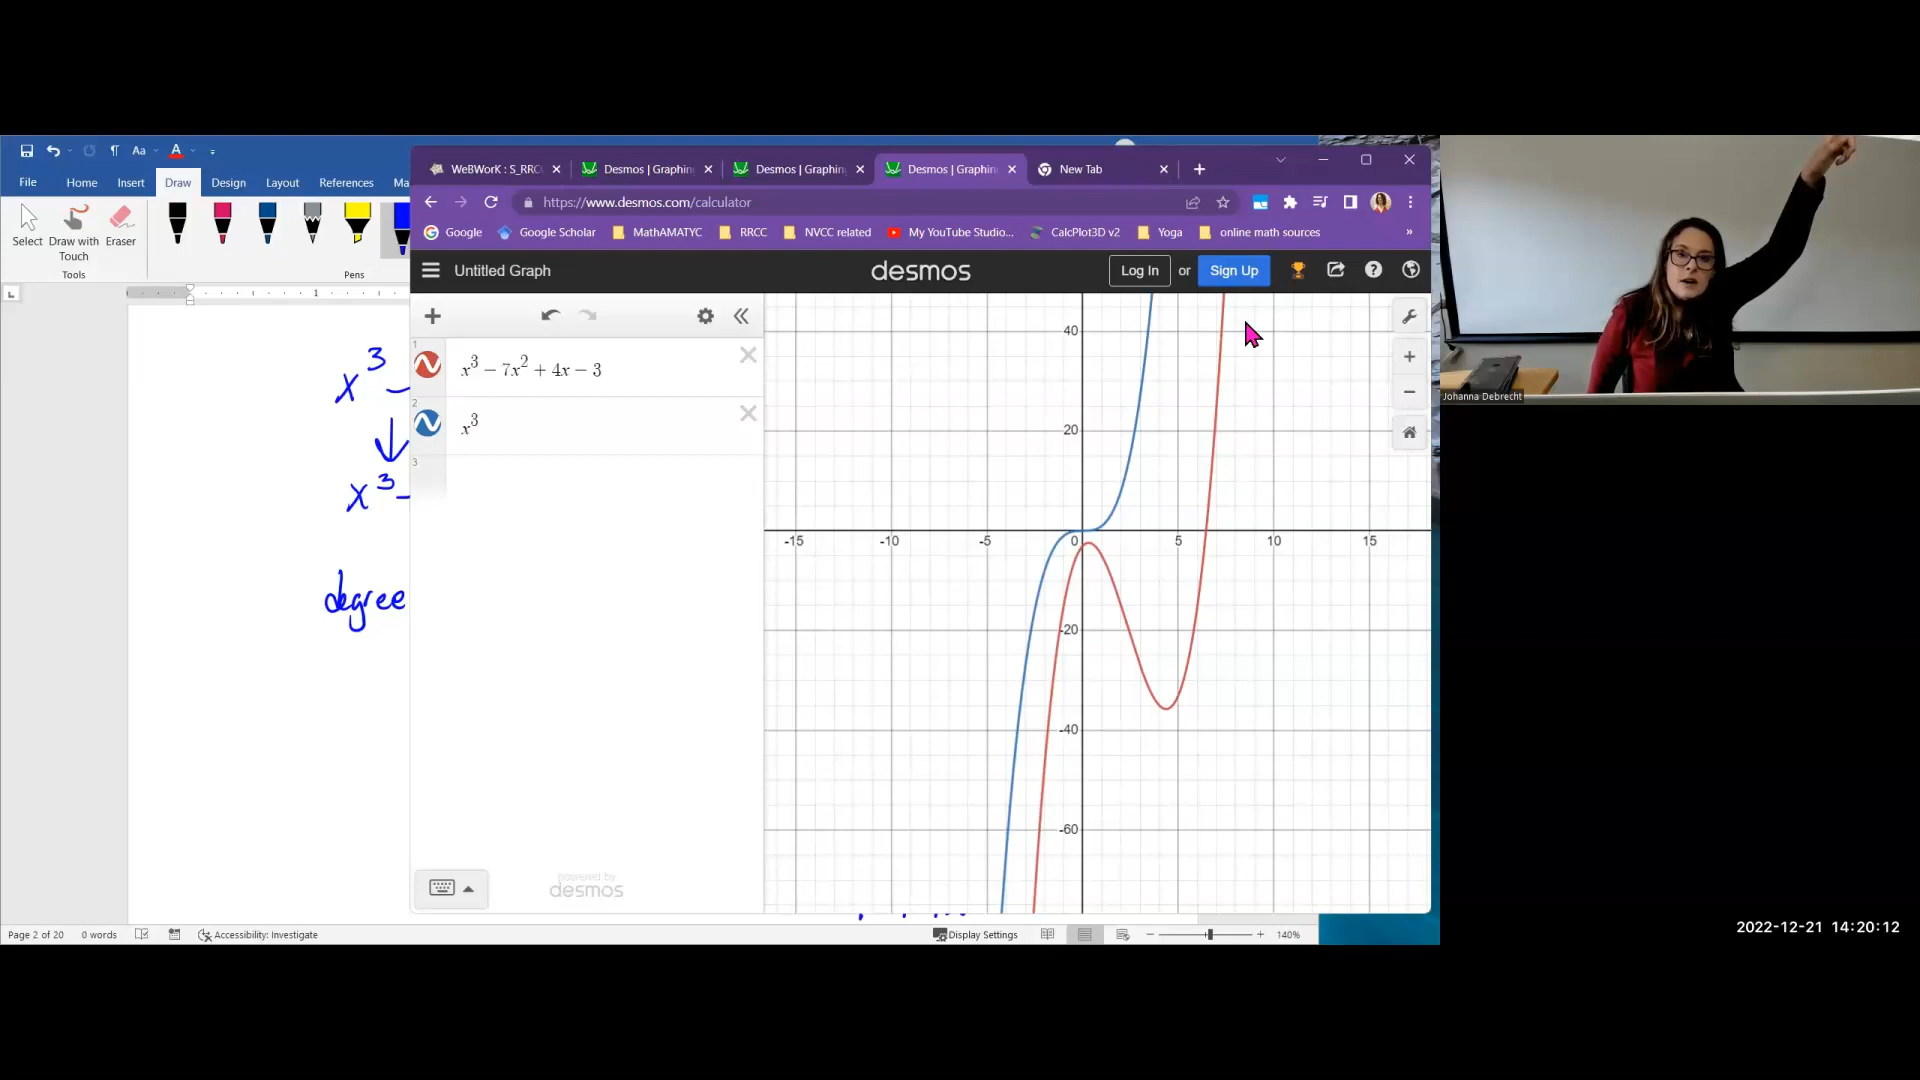 File Home Insert Draw Design Layout References Ma
Select Draw with Touch Eraser
Tools
Pens
1
x³ –
↓
x³ –
degree
Page 2 of 20 0 words Accessibility: Investigate
Display Settings 140%
WeBWorK : S_RRC
Desmos | Graphin
Desmos | Graphin
Desmos | Graphin
New Tab
https://www.desmos.com/calculator
Google Google Scholar MathAMATYC RRCC NVCC related My YouTube Studio... CalcPlot3D v2 Yoga online math sources »
Untitled Graph
desmos
Log In or Sign Up
1
x³ − 7x² + 4x − 3
2
x³
3
powered by
desmos
40
20
-15 -10 -5 0 5 10 15
-20
-40
-60
Johanna Debrecht
2022-12-21 14:20:12